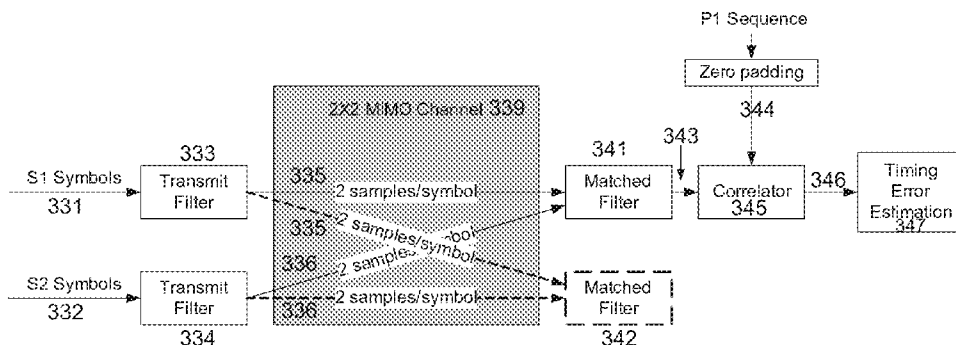 P1 Sequence
Zero padding
344
2X2 MIMO Channel 339
333
341
343
S1 Symbols
331
Transmit
Filter
335
2 samples/symbol
Matched
Filter
Correlator
345
346
Timing
Error
Estimation
347
335
2 samples/symbol
336
2 samples/symbol
S2 Symbols
332
Transmit
Filter
336
2 samples/symbol
Matched
Filter
334
342